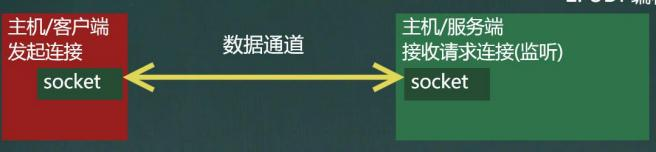 主机/客户端
发起连接
socket
数据通道
主机/服务端
接收请求连接(监听)
socket